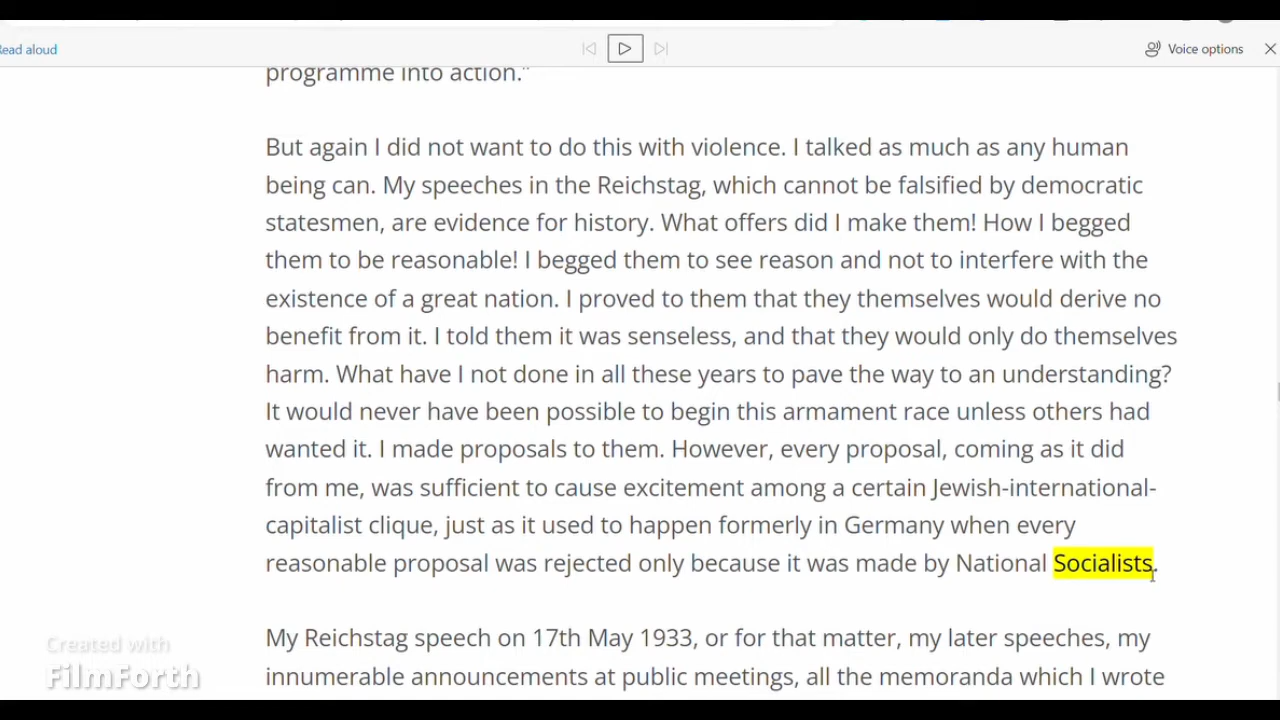 Read aloud
Voice options
programme into action."
But again I did not want to do this with violence. I talked as much as any human
being can. My speeches in the Reichstag, which cannot be falsified by democratic
statesmen, are evidence for history. What offers did I make them! How I begged
them to be reasonable! I begged them to see reason and not to interfere with the
existence of a great nation. I proved to them that they themselves would derive no
benefit from it. I told them it was senseless, and that they would only do themselves
harm. What have I not done in all these years to pave the way to an understanding?
It would never have been possible to begin this armament race unless others had
wanted it. I made proposals to them. However, every proposal, coming as it did
from me, was sufficient to cause excitement among a certain Jewish-international-
capitalist clique, just as it used to happen formerly in Germany when every
reasonable proposal was rejected only because it was made by National Socialists.
My Reichstag speech on 17th May 1933, or for that matter, my later speeches, my
innumerable announcements at public meetings, all the memoranda which I wrote
Created with
FilmForth